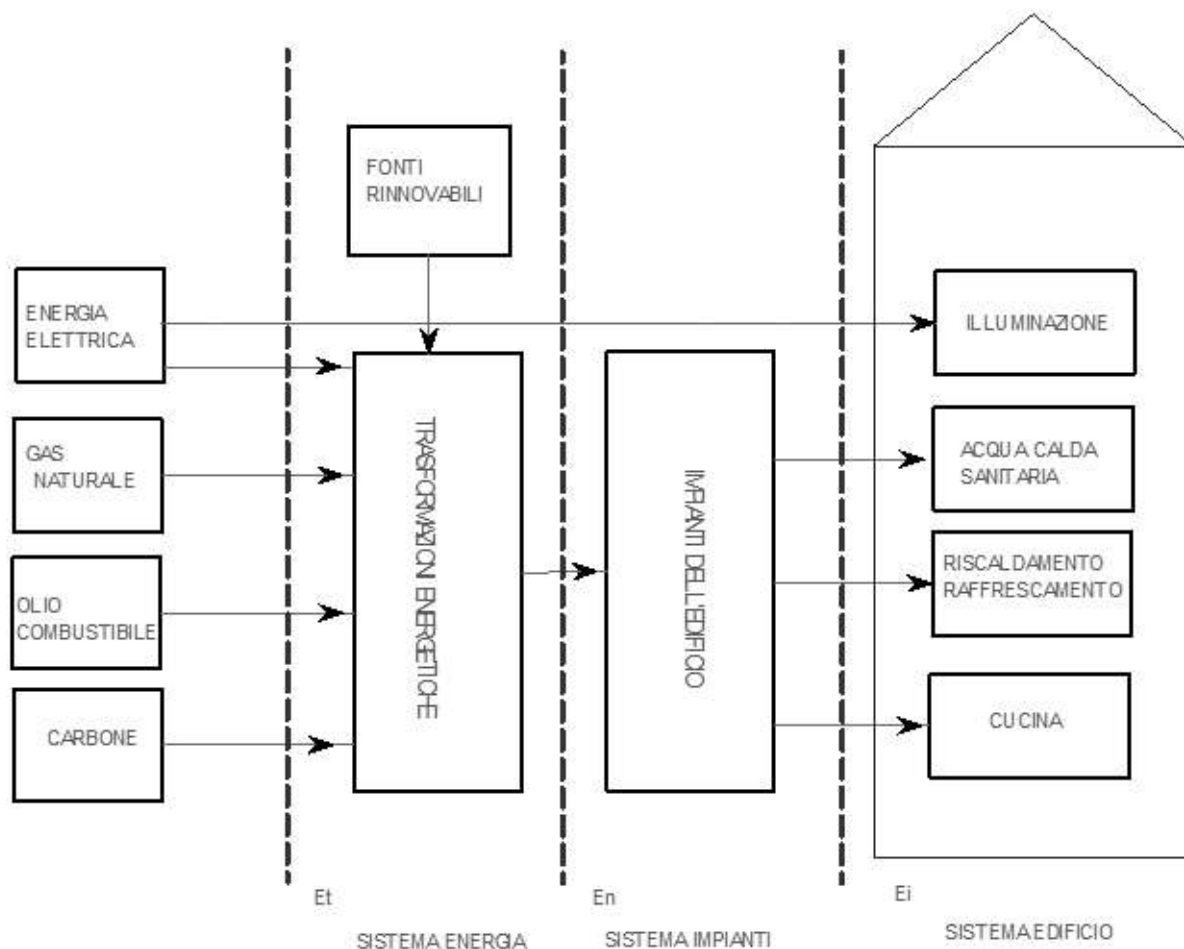 FONTI
RINNOVABILI
ENERGIA
ELETTRICA
ILLUMINAZIONE
GAS
NATURALE
ACQUA CALDA
SANITARIA
TRASFORMAZIONI ENERGETICHE
IMPIANTI DELL'EDIFICIO
RISCALDAMENTO
RAFFRESCAMENTO
OLIO
COMBUSTIBILE
CARBONE
CUCINA
Et
En
Ei
SISTEMA ENERGIA
SISTEMA IMPIANTI
SISTEMA EDIFICIO